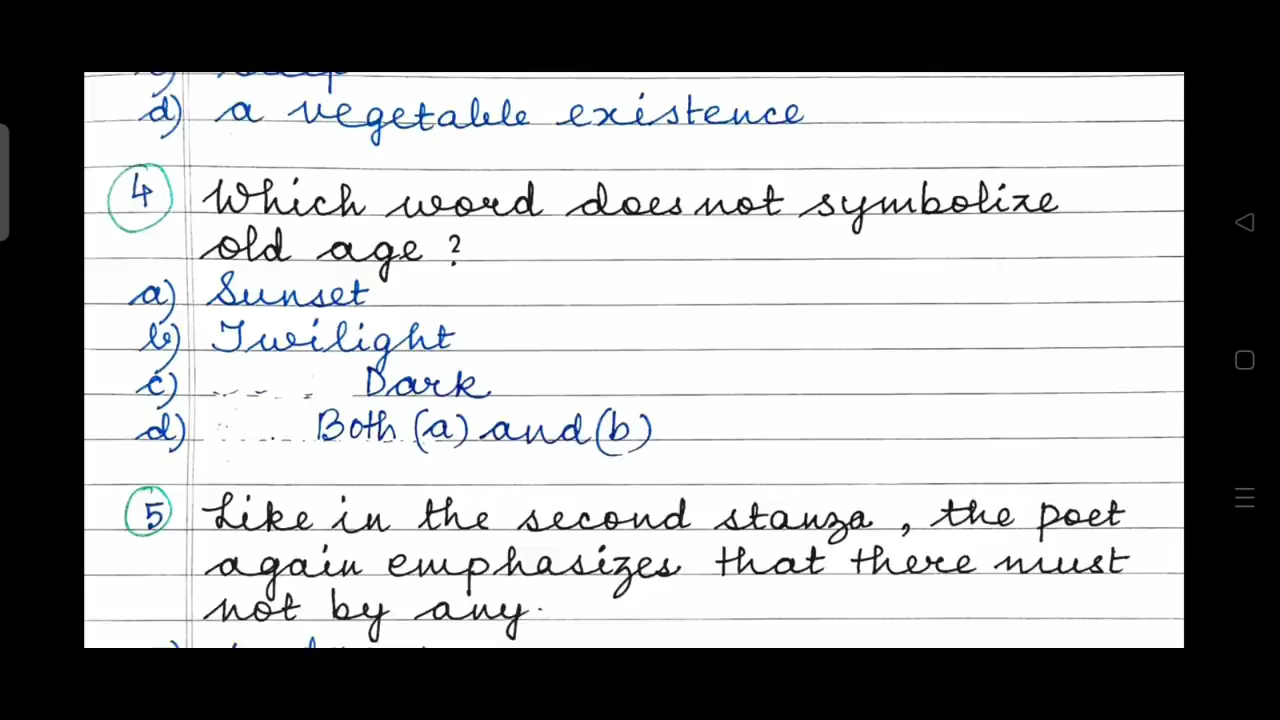 d) a vegetable existence
4 Which word does not symbolize
old age ?
a) Sunset
b) Twilight
c) Dark
d) Both (a) and (b)
5 Like in the second stanza, the poet
again emphasizes that there must
not by any.